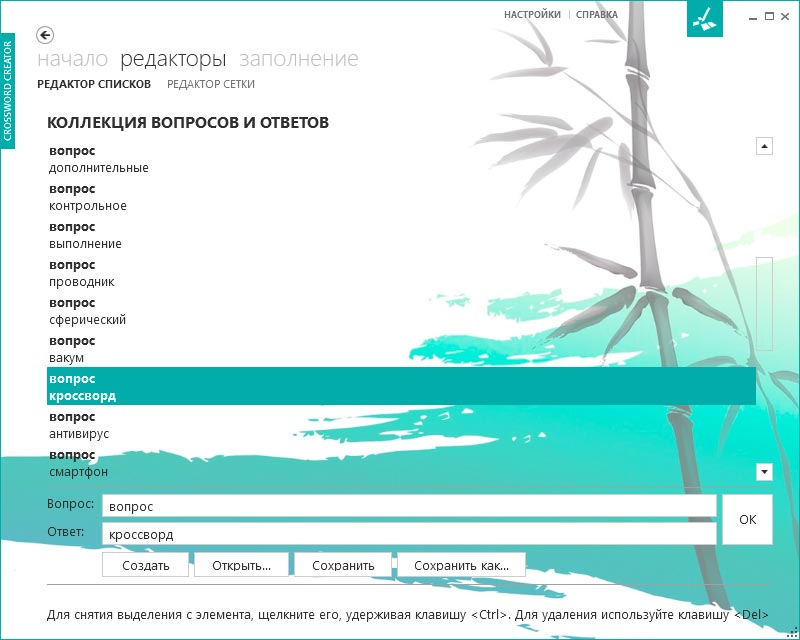 НАСТРОЙКИ | СПРАВКА
CROSSWORD CREATOR
начало редакторы заполнение
РЕДАКТОР СПИСКОВ РЕДАКТОР СЕТКИ
КОЛЛЕКЦИЯ ВОПРОСОВ И ОТВЕТОВ
вопрос
дополнительные
вопрос
контрольное
вопрос
выполнение
вопрос
проводник
вопрос
сферический
вопрос
вакум
вопрос
кроссворд
вопрос
антивирус
вопрос
смартфон
Вопрос: вопрос
Ответ: кроссворд
ОК
Создать Открыть... Сохранить Сохранить как...
Для снятия выделения с элемента, щелкните его, удерживая клавишу <Ctrl>. Для удаления используйте клавишу <Del>